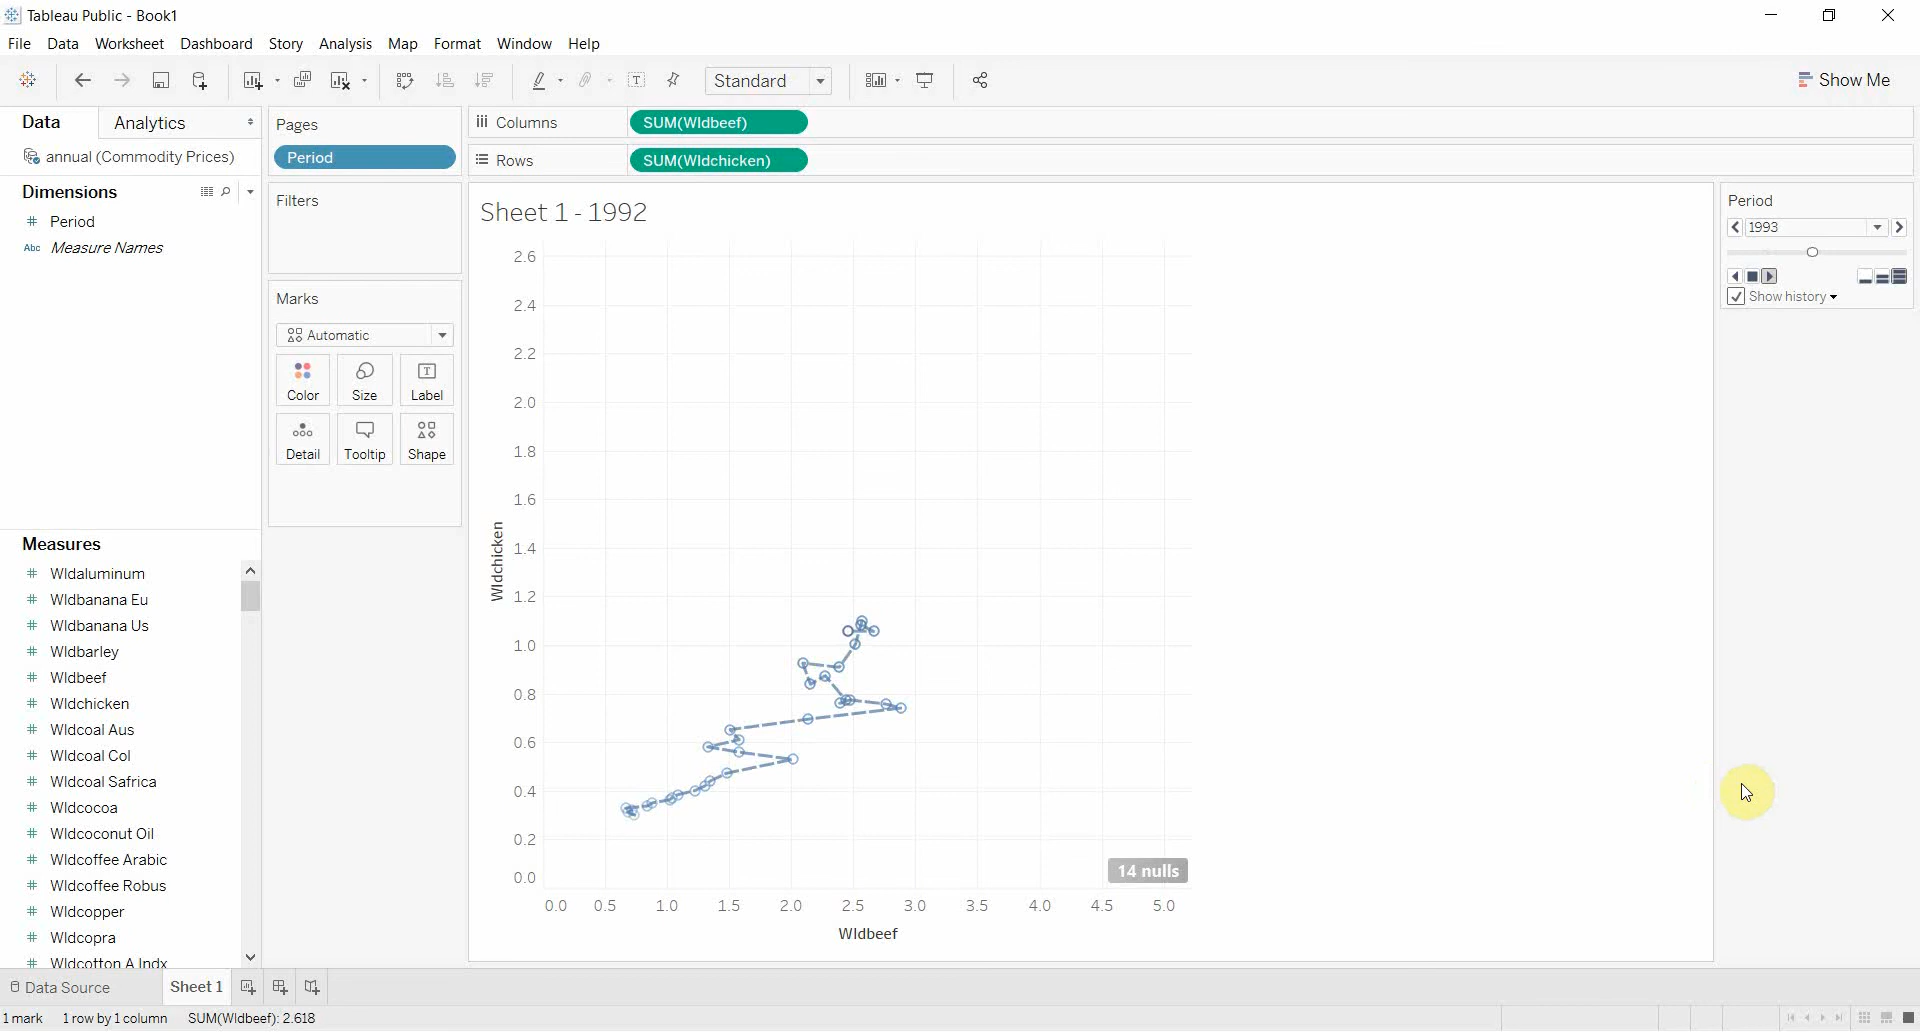 Tableau Public - Book1
File Data Worksheet Dashboard Story Analysis Map Format Window Help
Standard
Show Me
Data
Analytics
annual (Commodity Prices)
Dimensions
Period
Abc Measure Names
Measures
Wldaluminum
Wldbanana Eu
Wldbanana Us
Wldbarley
Wldbeef
Wldchicken
Wldcoal Aus
Wldcoal Col
Wldcoal Safrica
Wldcocoa
Wldcoconut Oil
Wldcoffee Arabic
Wldcoffee Robus
Wldcopper
Wldcopra
Wldcotton A Indx
Pages
Period
Filters
Marks
Automatic
Color
Size
T
Label
Detail
Tooltip
Shape
Columns
SUM(Wldbeef)
Rows
SUM(Wldchicken)
Sheet 1 - 1992
2.6
2.4
2.2
2.0
1.8
1.6
1.4
1.2
1.0
0.8
0.6
0.4
0.2
0.0
Wldchicken
14 nulls
0.0 0.5 1.0 1.5 2.0 2.5 3.0 3.5 4.0 4.5 5.0
Wldbeef
Period
1993
Show history
Data Source
Sheet 1
1 mark
1 row by 1 column
SUM(Wldbeef): 2.618